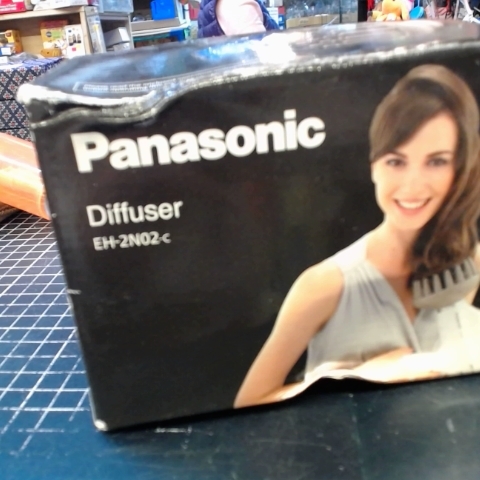 Panasonic
Diffuser
EH-2N02-c